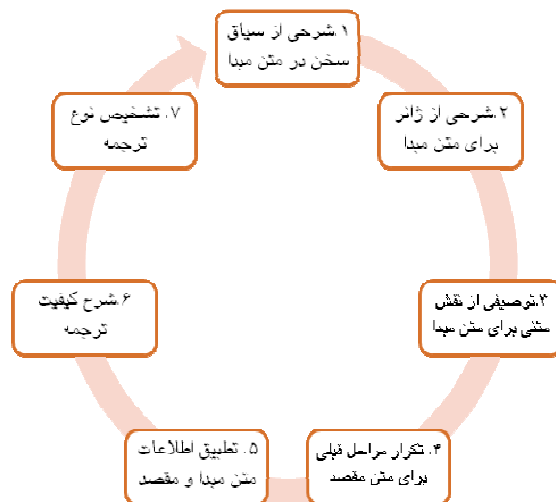 ۱.شرحی از سیاق
سخن در متن مبدا
۲.شرحی از ژانر
برای متن مبدا
۳.توصیفی از نقش
متنی برای متن مبدا
۴. تکرار مراحل قبلی
برای متن مقصد
۵. تطبیق اطلاعات
متن مبدا و مقصد
۶.شرح کیفیت
ترجمه
۷. تشخیص نوع
ترجمه